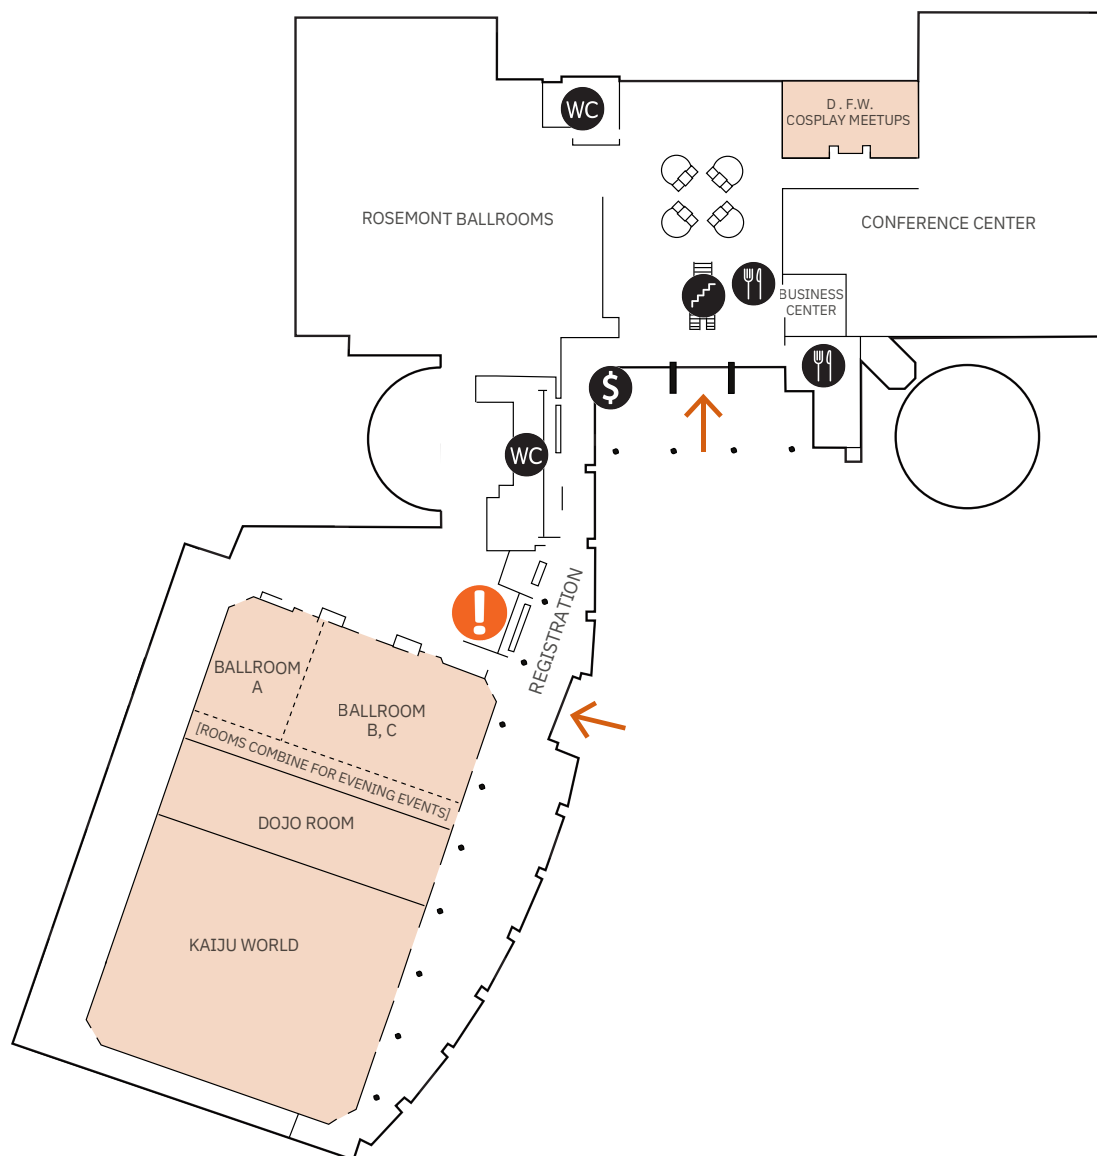 WC
D . F.W.
COSPLAY MEETUPS
ROSEMONT BALLROOMS
CONFERENCE CENTER
BUSINESS
CENTER
$
WC
!
REGISTRATION
BALLROOM
A
BALLROOM
B, C
[ROOMS COMBINE FOR EVENING EVENTS]
DOJO ROOM
KAIJU WORLD